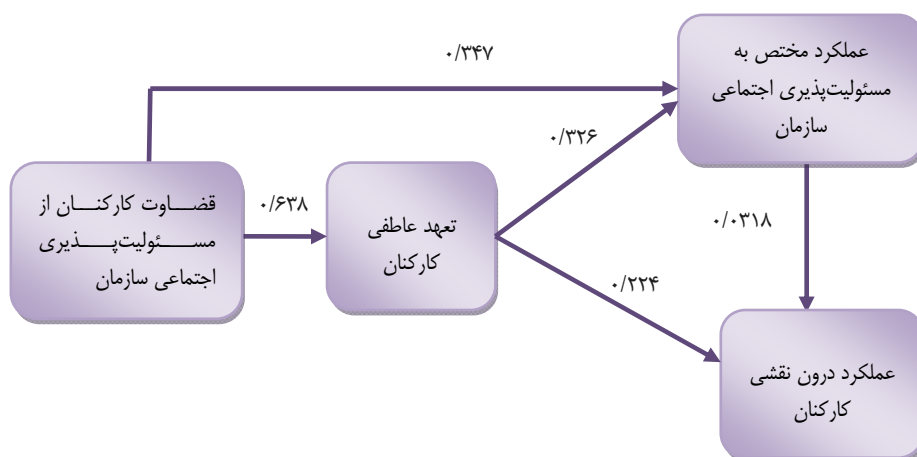 ۰/۳۴۷
عملکرد مختص به
مسئولیت‌پذیری اجتماعی
سازمان
۰/۳۲۶
قضاوت کارکنان از
مسئولیت‌پذیری
اجتماعی سازمان
۰/۶۳۸
تعهد عاطفی
کارکنان
۰/۰۳۱۸
۰/۲۲۴
عملکرد درون نقشی
کارکنان